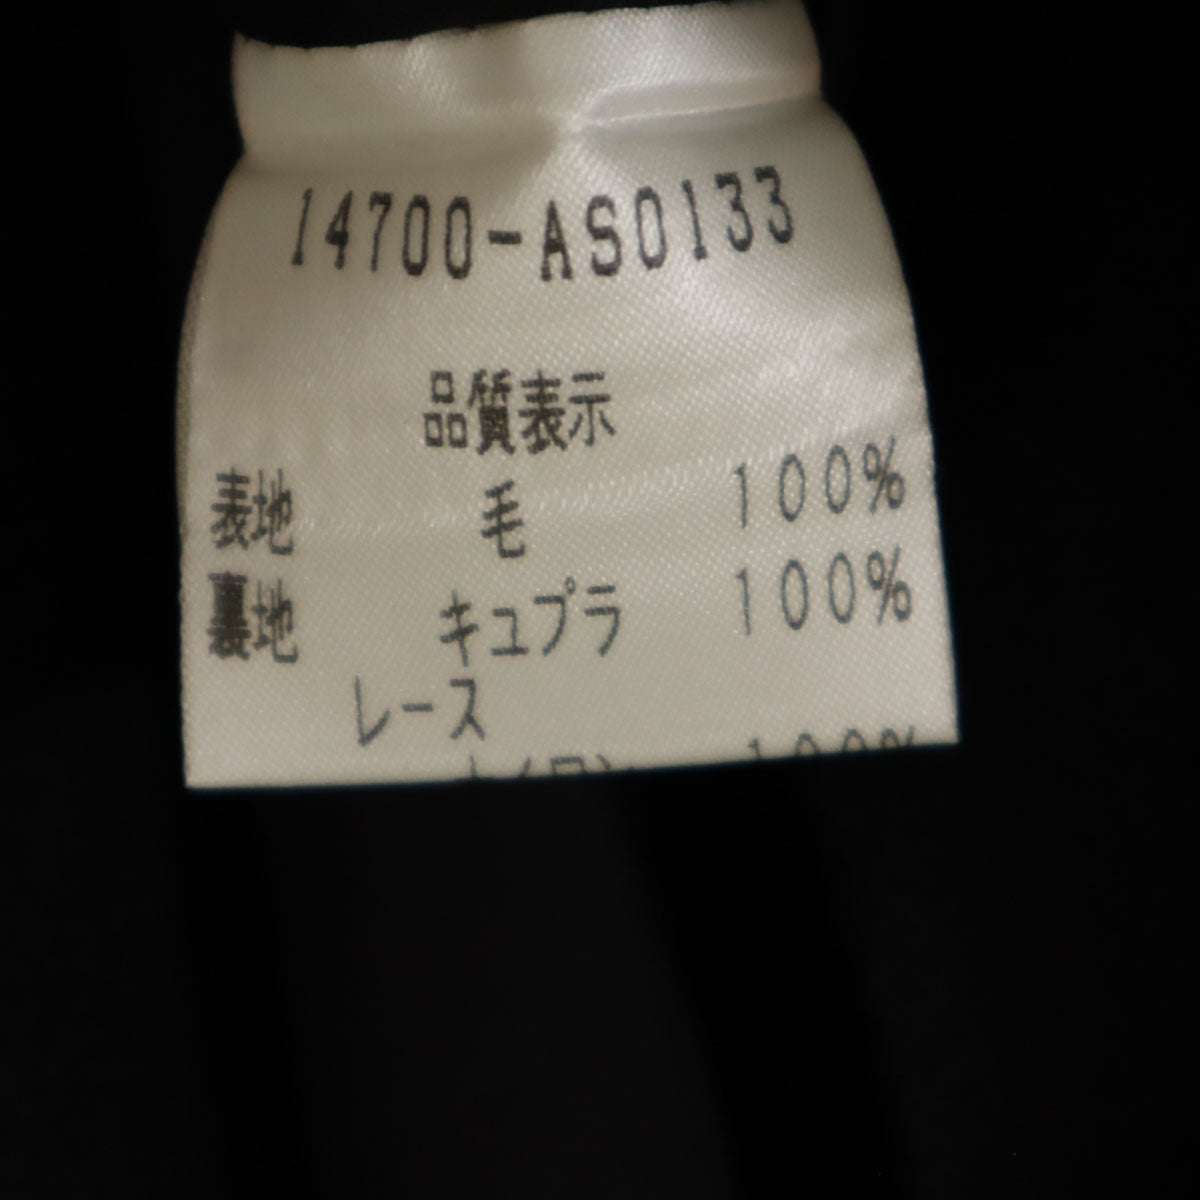 14700-AS0133
品質表示
表地 毛 100%
裏地 キュプラ 100%
レース